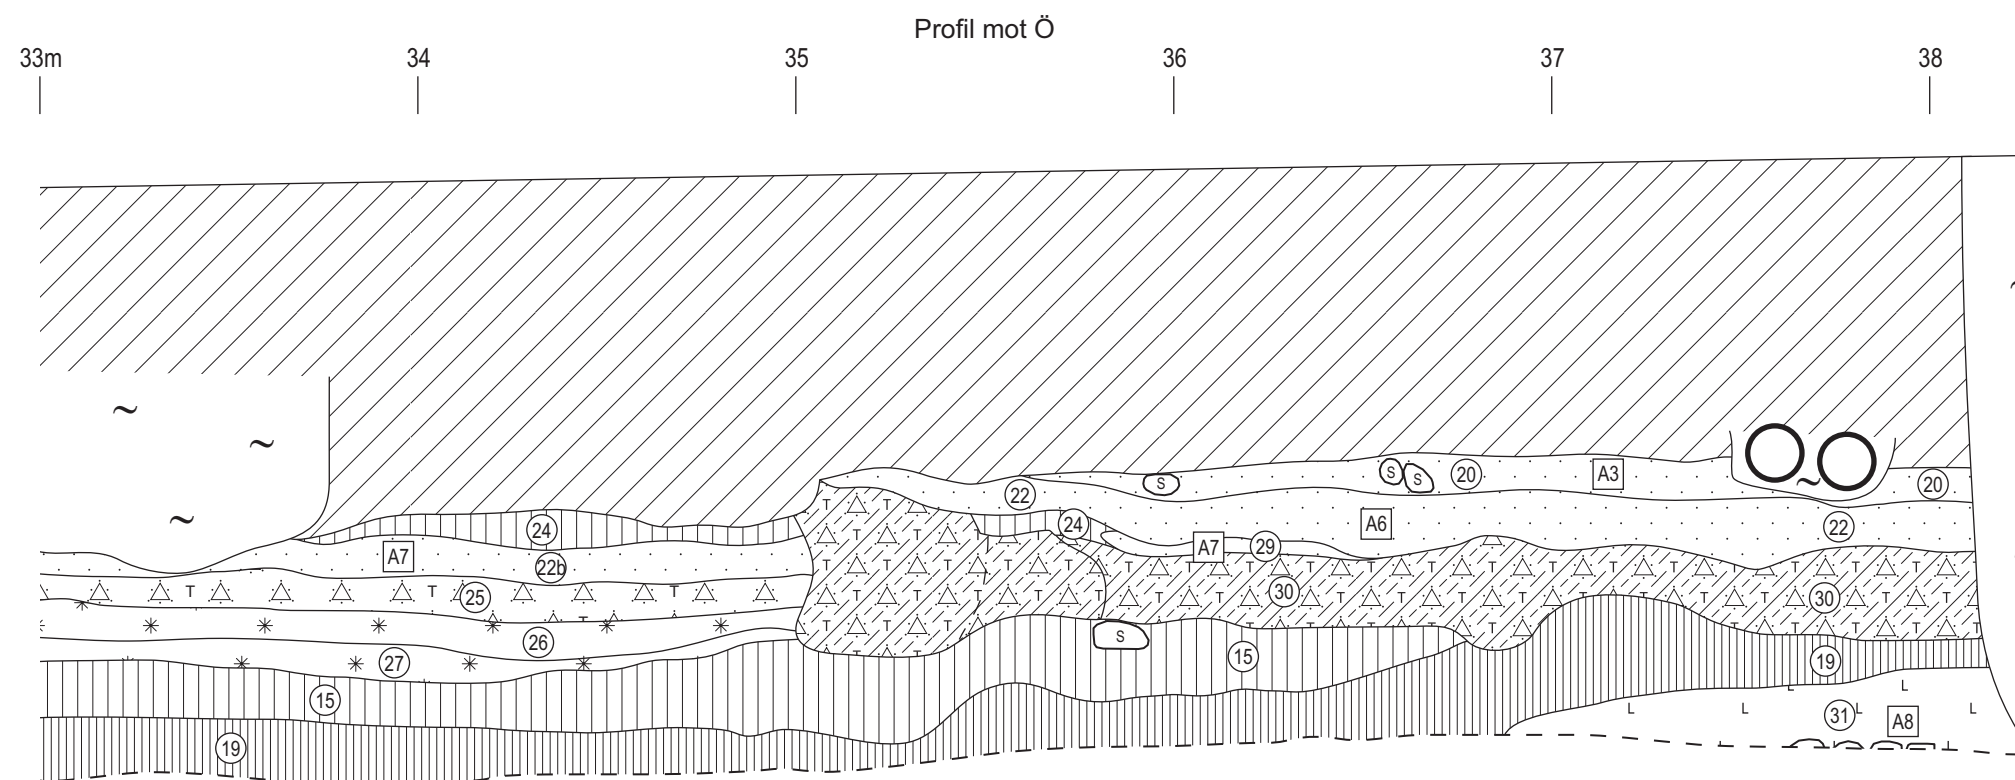 Profil mot Ö
33m 34 35 36 37 38
S S S 20 A3 20
22 24 24 A6 22
A7 22b A7 29
25 30 30
26 S 15 19
27
15 31 A8
19